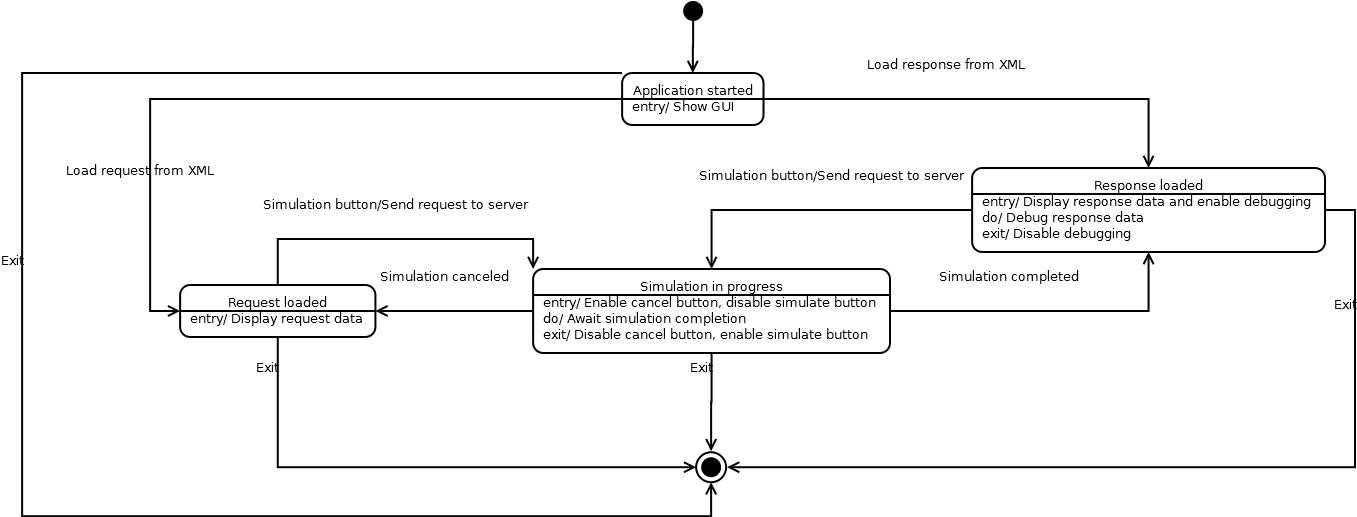 Load response from XML
Application started
entry/ Show GUI
Load request from XML
Simulation button/Send request to server
Response loaded
entry/ Display response data and enable debugging
do/ Debug response data
exit/ Disable debugging
Simulation button/Send request to server
Exit
Simulation canceled
Simulation completed
Simulation in progress
entry/ Enable cancel button, disable simulate button
do/ Await simulation completion
exit/ Disable cancel button, enable simulate button
Request loaded
entry/ Display request data
Exit
Exit
Exit